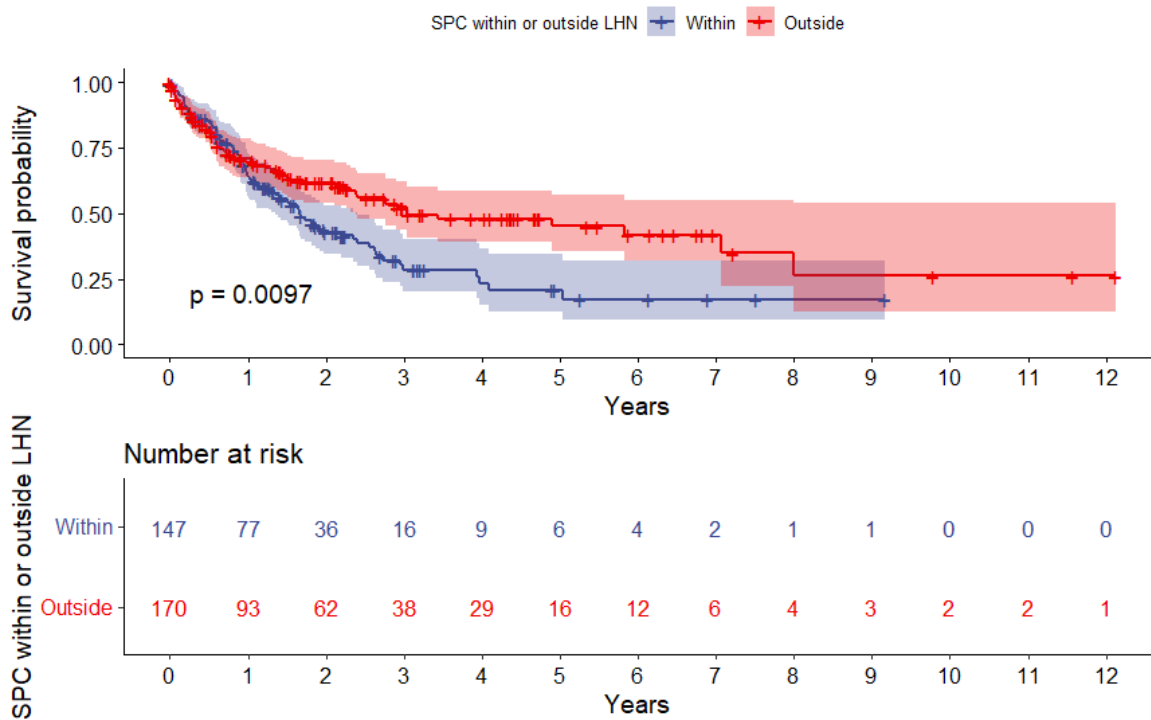 SPC within or outside LHN Within Outside
Survival probability
1.00
0.75
0.50
0.25
0.00
p = 0.0097
0 1 2 3 4 5 6 7 8 9 10 11 12
Years
SPC within or outside LHN
Number at risk
Within 147 77 36 16 9 6 4 2 1 1 0 0 0
Outside 170 93 62 38 29 16 12 6 4 3 2 2 1
0 1 2 3 4 5 6 7 8 9 10 11 12
Years